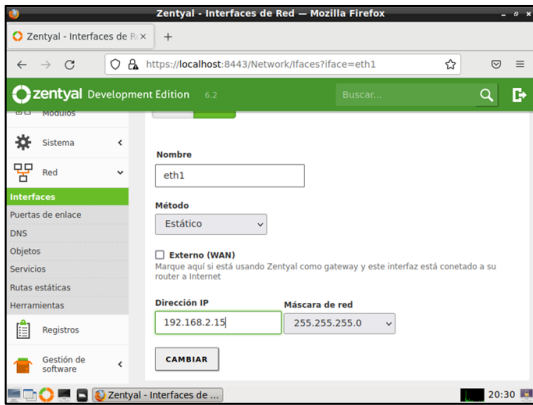 Zentyal - Interfaces de Red — Mozilla Firefox
Zentyal - Interfaces de R
https://localhost:8443/Network/Ifaces?iface=eth1
zentyal Development Edition 6.2 Buscar...
Módulos
Sistema
Red
Interfaces
Puertas de enlace
DNS
Objetos
Servicios
Rutas estáticas
Herramientas
Registros
Gestión de
software
Nombre
eth1
Método
Estático
Externo (WAN)
Marque aquí si está usando Zentyal como gateway y este interfaz está conetado a su
router a Internet
Dirección IP Máscara de red
192.168.2.15 255.255.255.0
CAMBIAR
Zentyal - Interfaces de ... 20:30